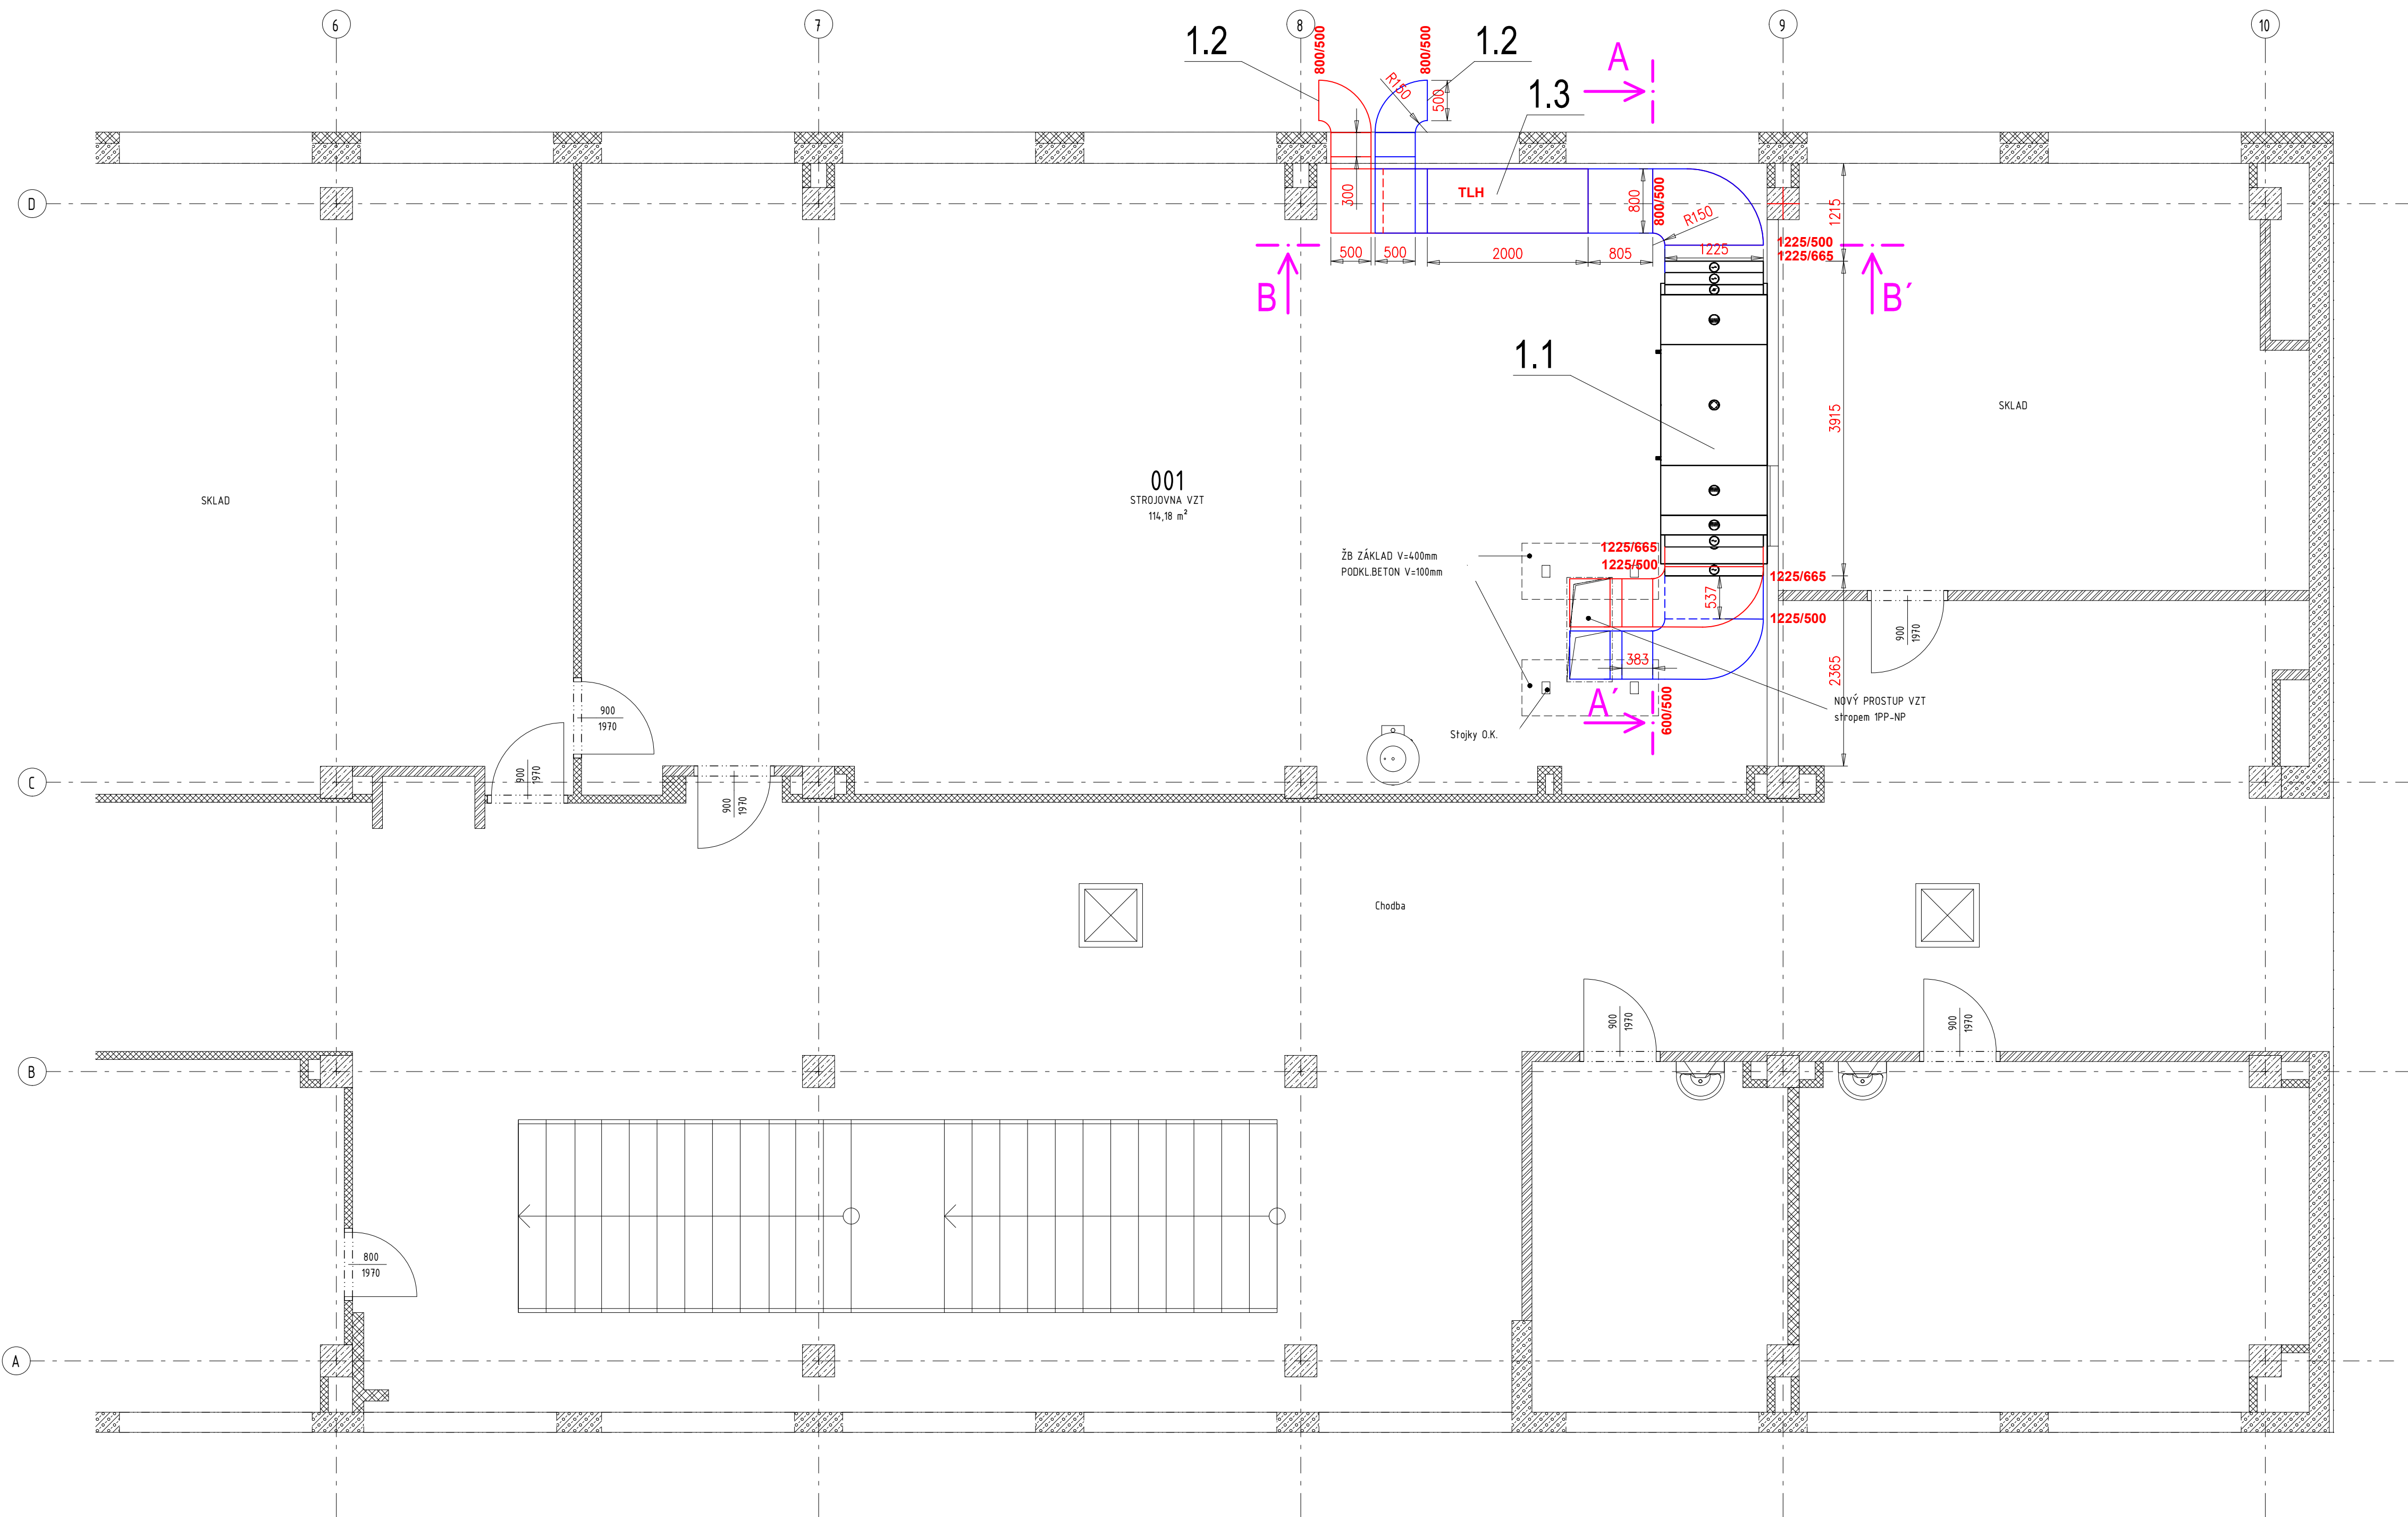 6
7
8
9
10
1.2
800/500
800/500
1.2
A
R150
500
1.3
D
300
TLH
800
800/500
R150
1215
500
500
2000
805
1225
1225/500
1225/665
B
B´
1.1
3915
SKLAD
SKLAD
001
STROJOVNA VZT
114,18 m²
ŽB ZÁKLAD V=400mm
PODKL.BETON V=100mm
1225/665
1225/500
1225/665
537
1225/500
383
2365
900
1970
NOVÝ PROSTUP VZT
stropem 1PP-NP
A´
600/500
Stojky O.K.
900
1970
C
900
1970
900
1970
Chodba
900
1970
900
1970
B
800
1970
A